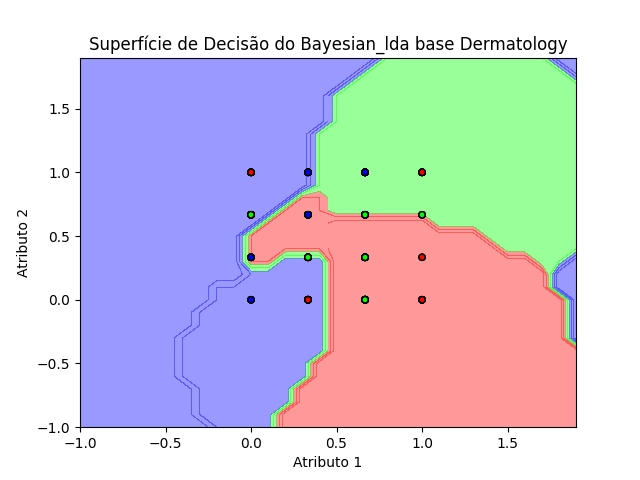 Superfície de Decisão do Bayesian_lda base Dermatology
1.5
1.0
0.5
0.0
−0.5
−1.0
Atributo 2
−1.0 −0.5 0.0 0.5 1.0 1.5
Atributo 1